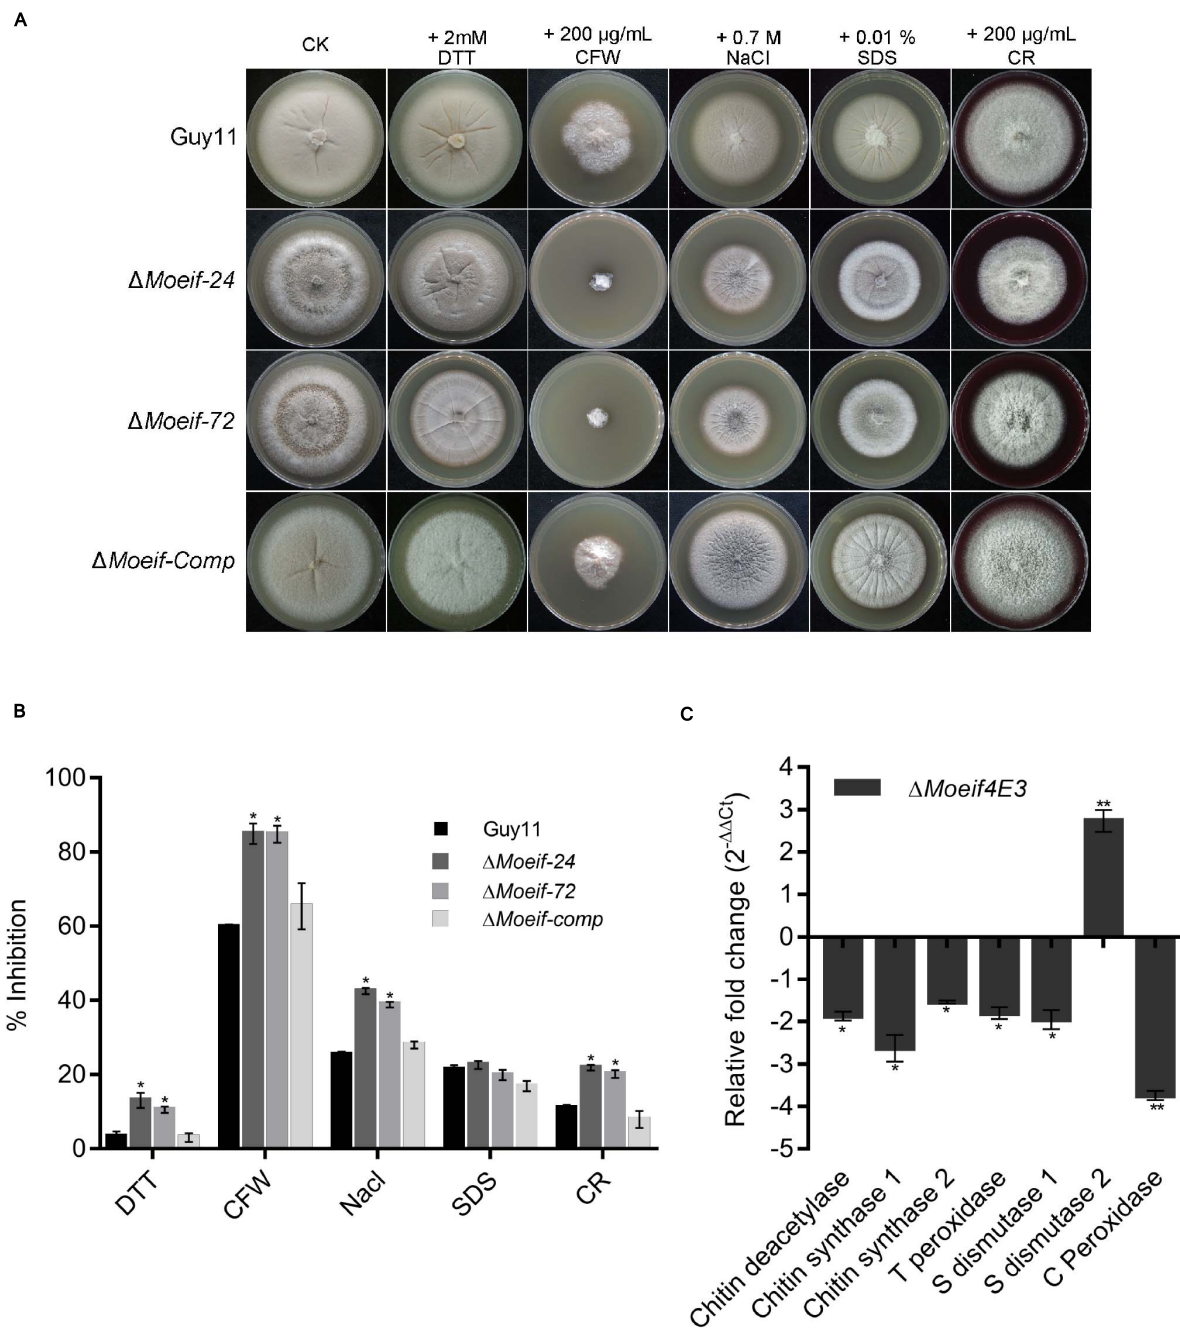 A
CK
+ 2mM
DTT
+ 200 µg/mL
CFW
+ 0.7 M
NaCl
+ 0.01 %
SDS
+ 200 µg/mL
CR
Guy11
ΔMoeif-24
ΔMoeif-72
ΔMoeif-Comp
B
% Inhibition
100
80
60
40
20
0
* *
* *
* *
* *
Guy11
ΔMoeif-24
ΔMoeif-72
ΔMoeif-comp
DTT
CFW
Nacl
SDS
CR
C
Relative fold change (2-ΔΔCt)
4
3
2
1
0
-1
-2
-3
-4
-5
ΔMoeif4E3
*
*
*
*
*
**
**
Chitin deacetylase
Chitin synthase 1
Chitin synthase 2
T peroxidase
S dismutase 1
S dismutase 2
C Peroxidase